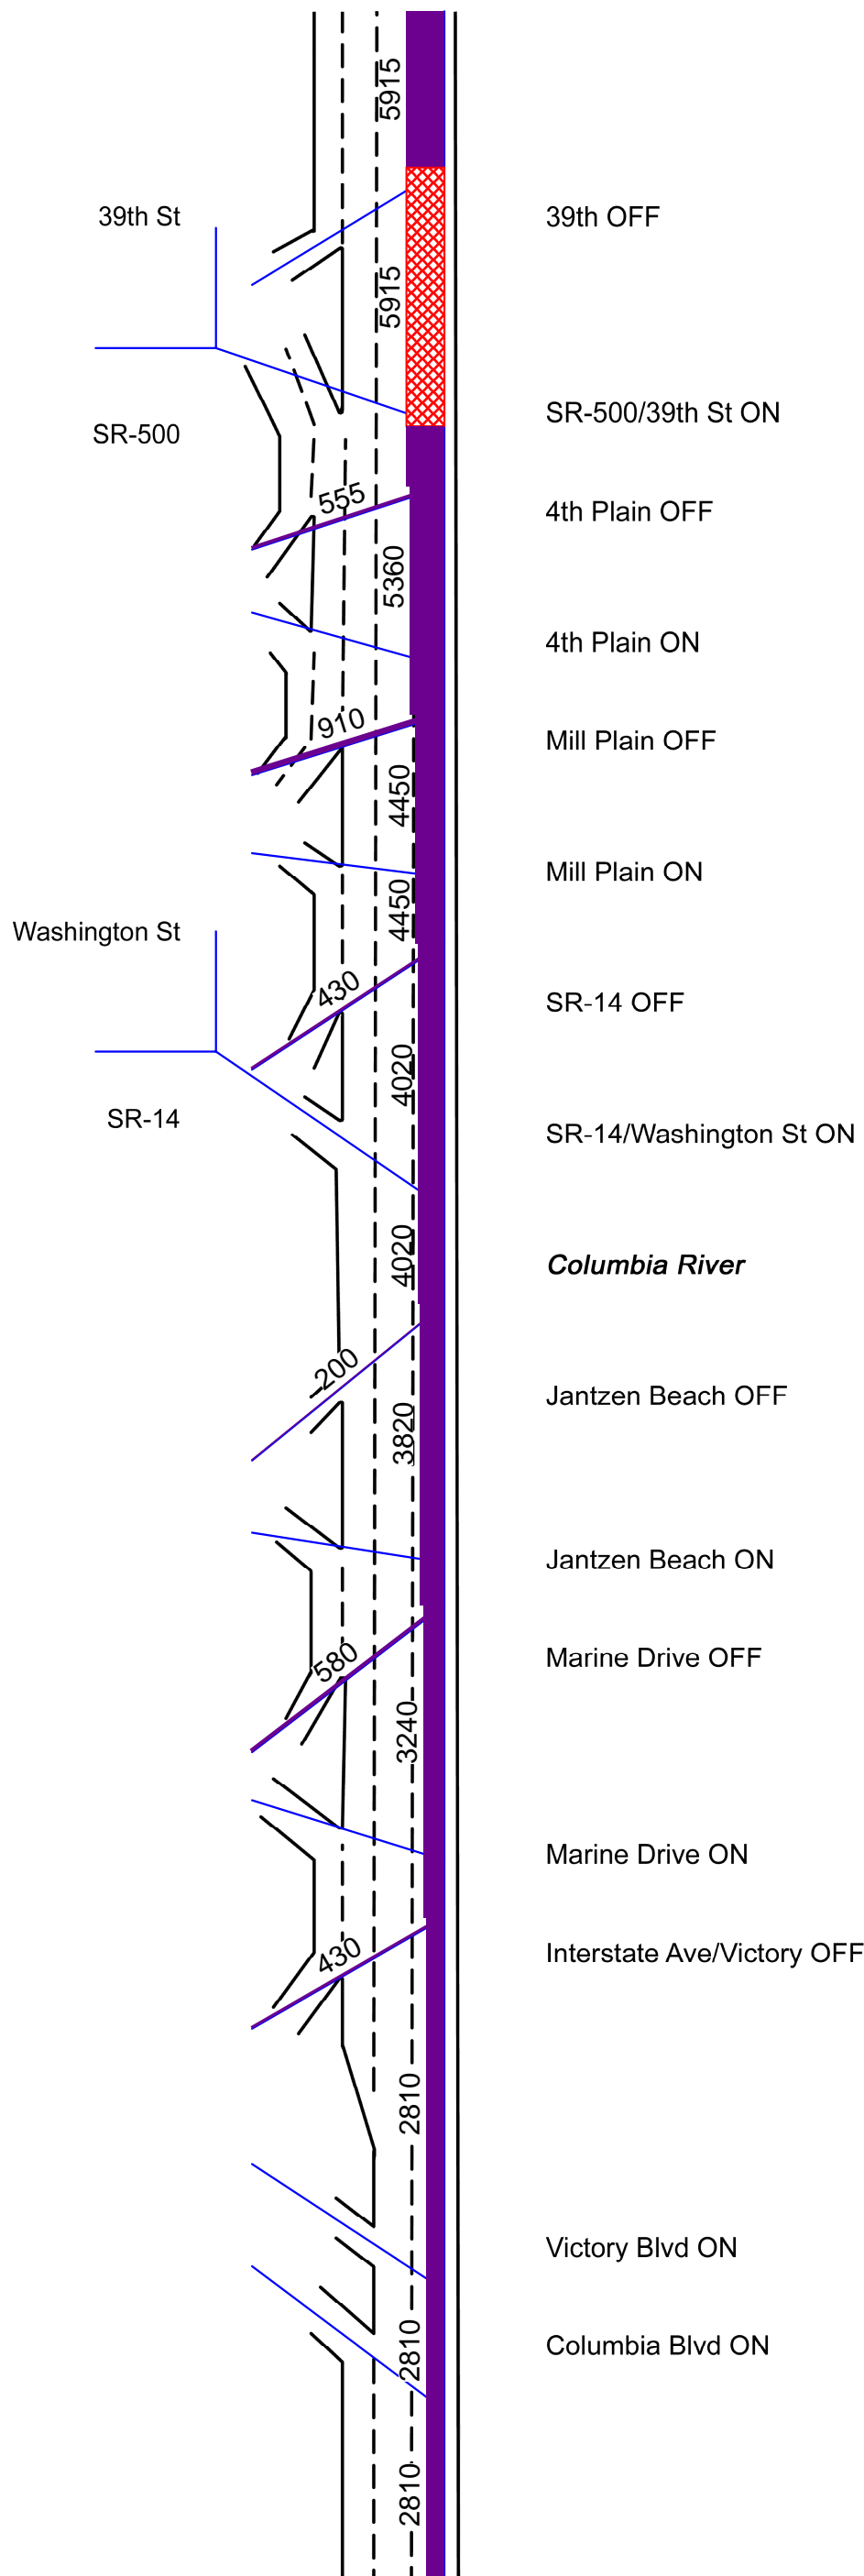 5915
39th St
39th OFF
5915
SR-500/39th St ON
SR-500
555
4th Plain OFF
5360
4th Plain ON
910
Mill Plain OFF
4450
Mill Plain ON
4450
Washington St
430
SR-14 OFF
4020
SR-14
SR-14/Washington St ON
4020
Columbia River
200
Jantzen Beach OFF
3820
Jantzen Beach ON
580
Marine Drive OFF
3240
Marine Drive ON
430
Interstate Ave/Victory OFF
2810
Victory Blvd ON
2810
Columbia Blvd ON
2810